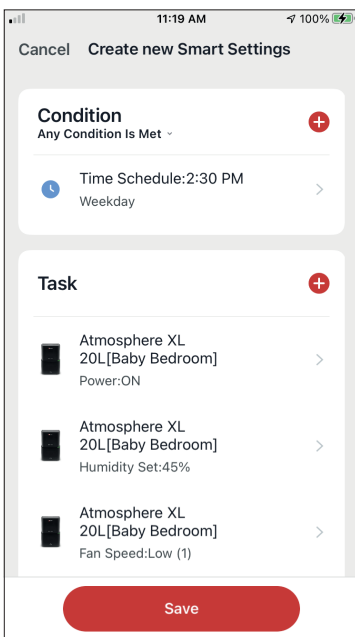 11:19 AM
100%
Cancel Create new Smart Settings
Condition
Any Condition Is Met
Time Schedule:2:30 PM
Weekday
Task
Atmosphere XL
20L[Baby Bedroom]
Power:ON
Atmosphere XL
20L[Baby Bedroom]
Humidity Set:45%
Atmosphere XL
20L[Baby Bedroom]
Fan Speed:Low (1)
Save